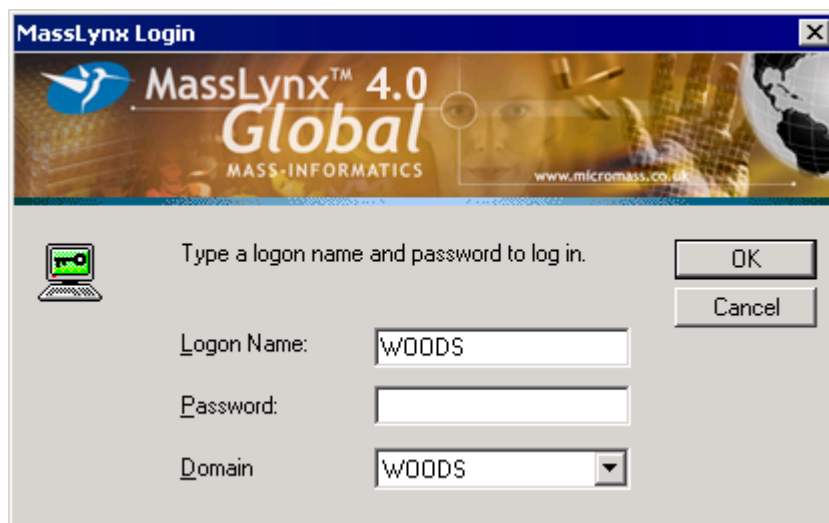 MassLynx Login
MassLynx™ 4.0
Global
MASS-INFORMATICS
www.micromass.co.uk
Type a logon name and password to log in.
OK
Cancel
Logon Name: WOODS
Password:
Domain WOODS